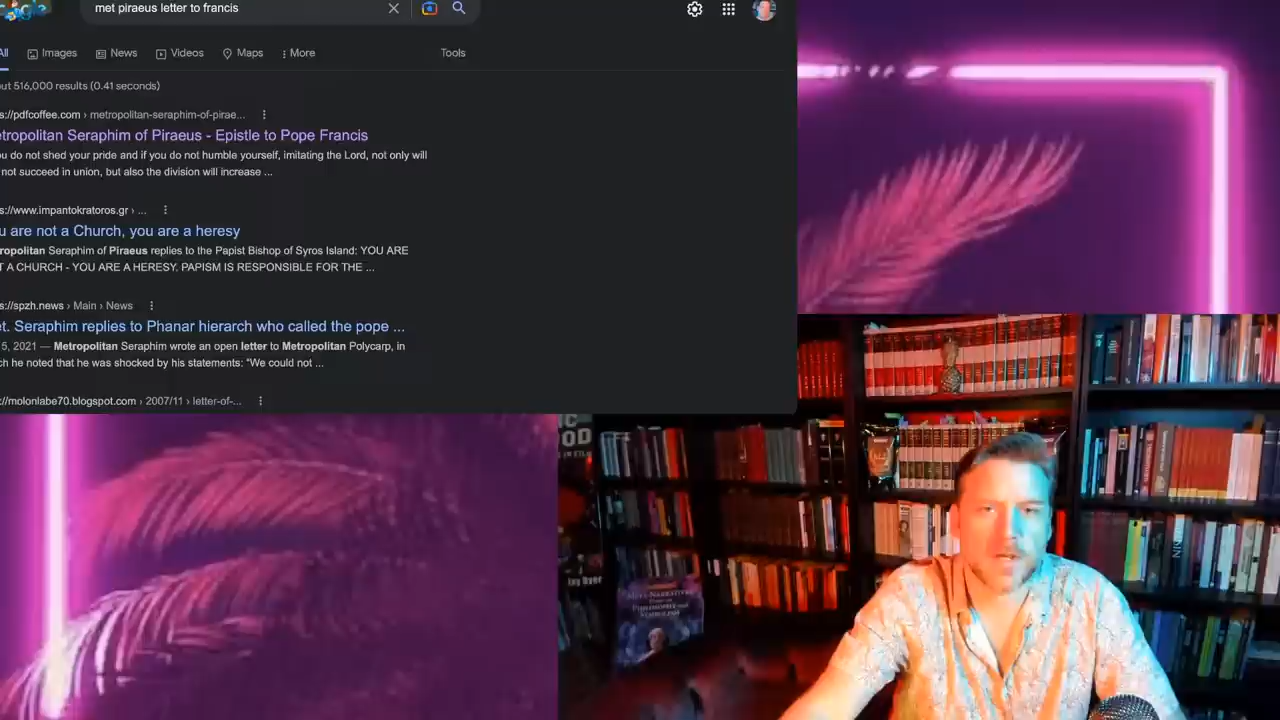 met piraeus letter to francis
All
Images
News
Videos
Maps
More
Tools
ut 516,000 results (0.41 seconds)
s://pdfcoffee.com › metropolitan-seraphim-of-pirae...
etropolitan Seraphim of Piraeus - Epistle to Pope Francis
ou do not shed your pride and if you do not humble yourself, imitating the Lord, not only will
not succeed in union, but also the division will increase ...
s://www.impantokratoros.gr › ...
u are not a Church, you are a heresy
ropolitan Seraphim of Piraeus replies to the Papist Bishop of Syros Island: YOU ARE
T A CHURCH - YOU ARE A HERESY. PAPISM IS RESPONSIBLE FOR THE ...
s://spzh.news › Main › News
t. Seraphim replies to Phanar hierarch who called the pope ...
5, 2021 — Metropolitan Seraphim wrote an open letter to Metropolitan Polycarp, in
ch he noted that he was shocked by his statements: "We could not ...
://molonlabe70.blogspot.com › 2007/11 › letter-of-...